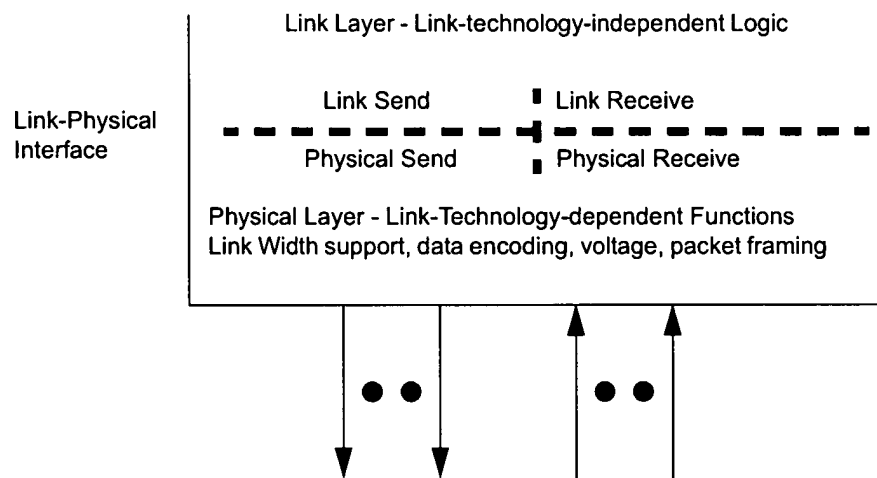 Link Layer - Link-technology-independent Logic
Link Send
Link Receive
Link-Physical
Interface
Physical Send
Physical Receive
Physical Layer - Link-Technology-dependent Functions
Link Width support, data encoding, voltage, packet framing